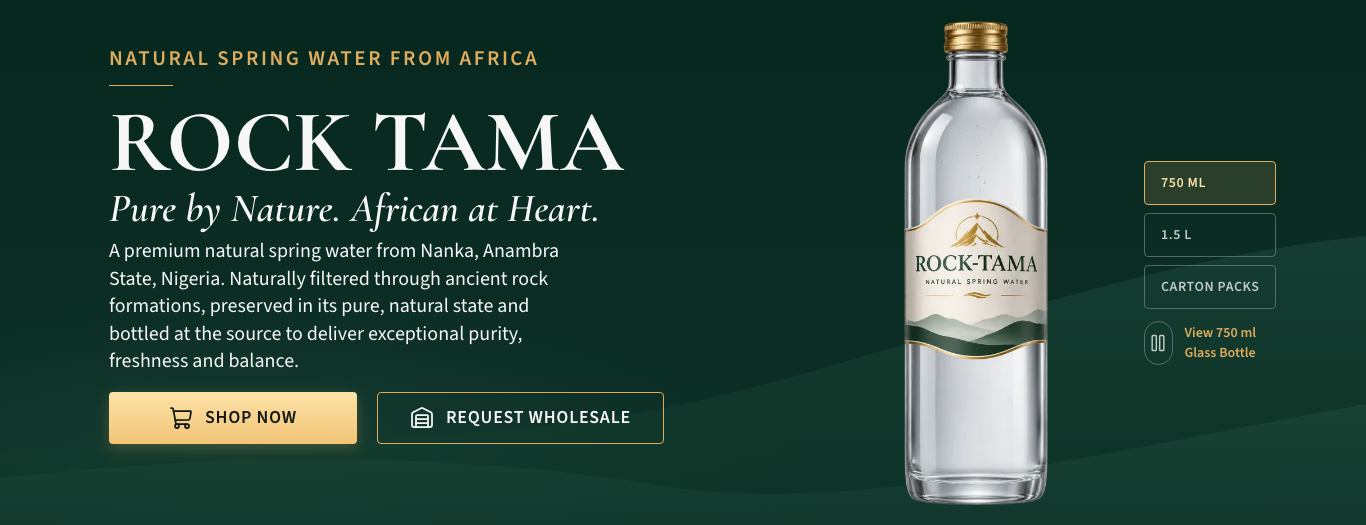 NATURAL SPRING WATER FROM AFRICA
ROCK TAMA
Pure by Nature. African at Heart.
A premium natural spring water from Nanka, Anambra
State, Nigeria. Naturally filtered through ancient rock
formations, preserved in its pure, natural state and
bottled at the source to deliver exceptional purity,
freshness and balance.
SHOP NOW
REQUEST WHOLESALE
ROCK-TAMA
NATURAL SPRING WATER
750 ML
1.5 L
CARTON PACKS
View 750 ml
Glass Bottle